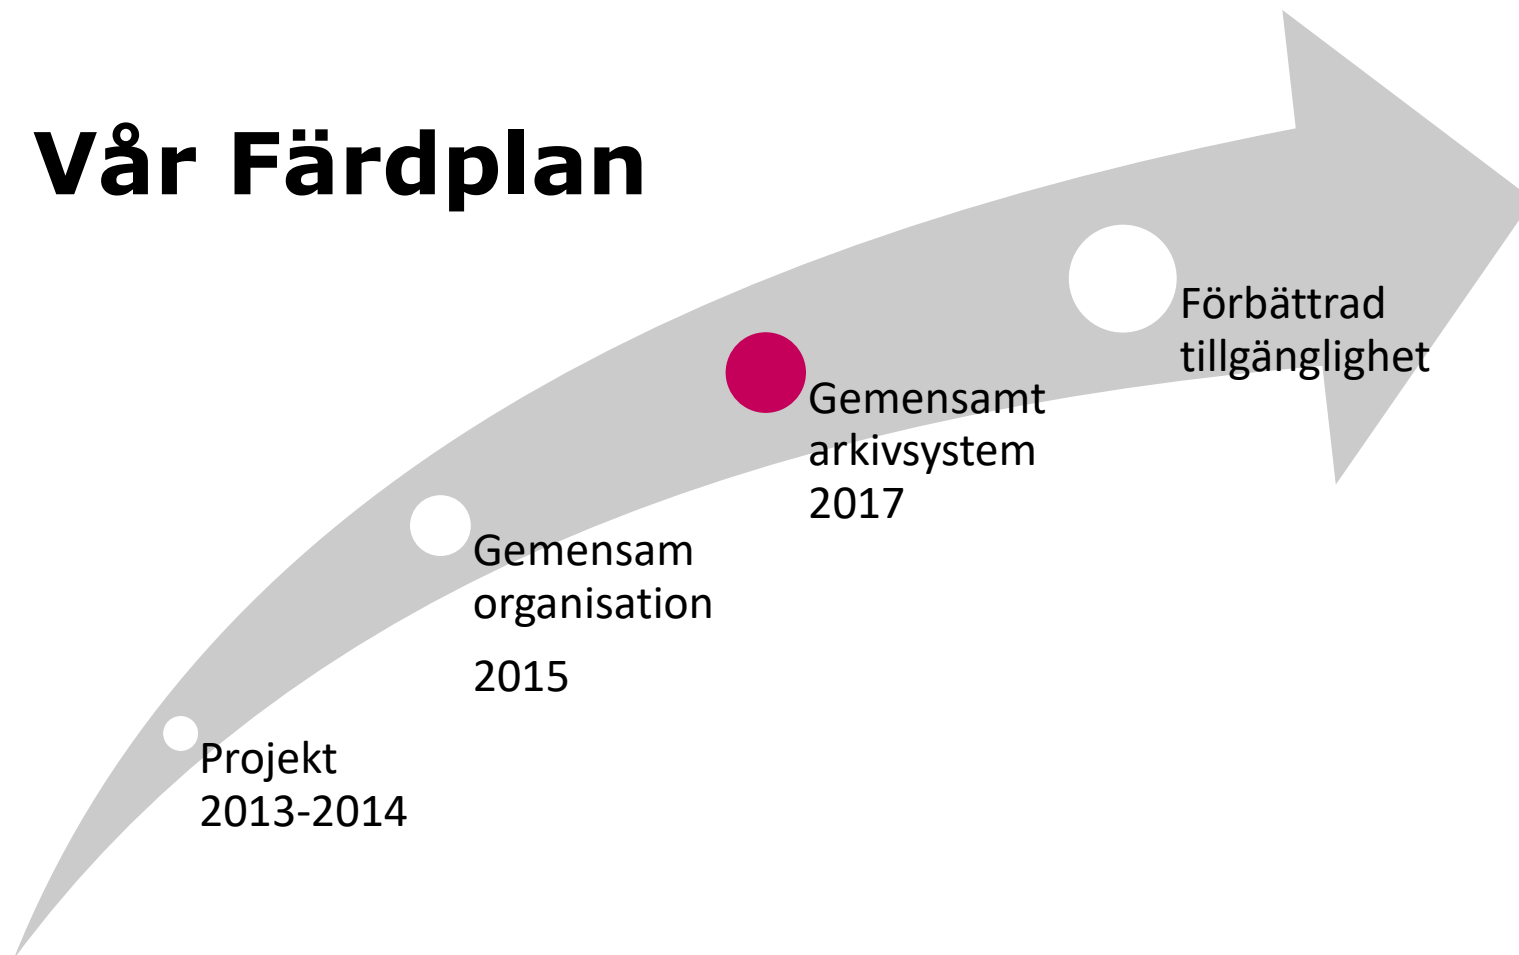 Vår Färdplan
Projekt
2013-2014
Gemensam
organisation
2015
Gemensamt
arkivsystem
2017
Förbättrad
tillgänglighet